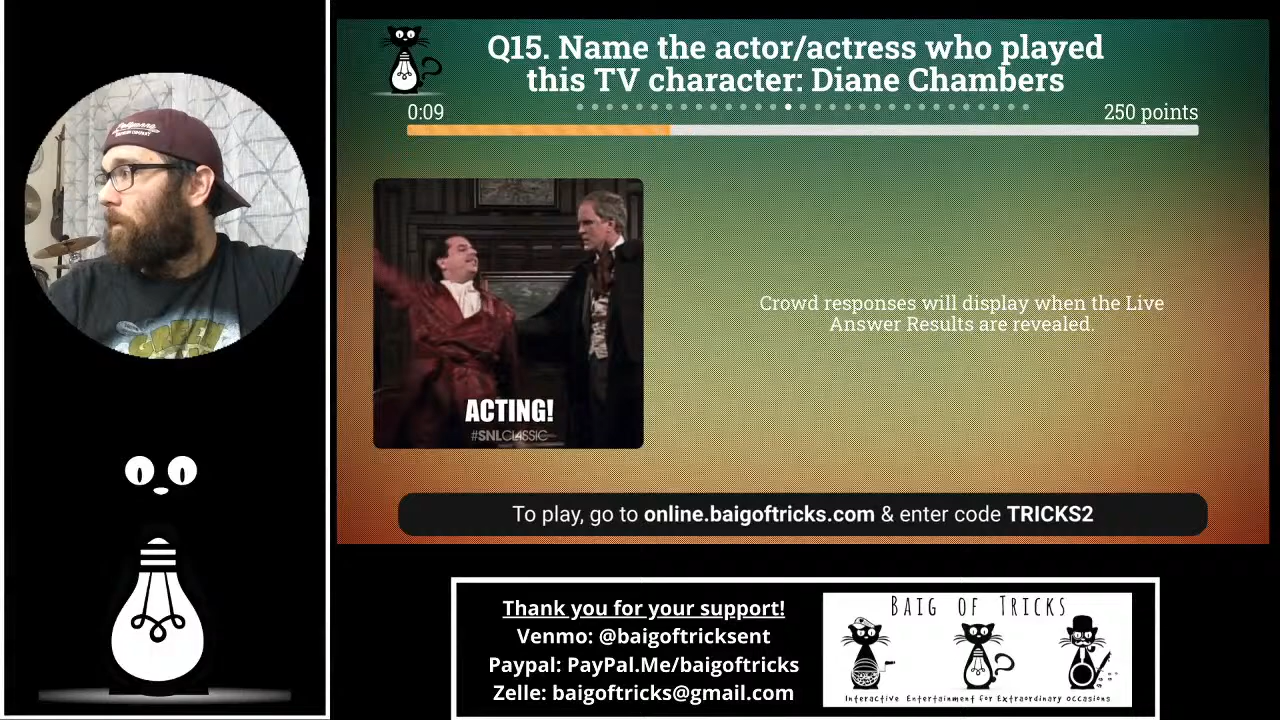 Q15. Name the actor/actress who played
this TV character: Diane Chambers
0:09
250 points
Crowd responses will display when the Live
Answer Results are revealed.
ACTING!
#SNLCLASSIC
To play, go to online.baigoftricks.com & enter code TRICKS2
Thank you for your support!
Venmo: @baigoftricksent
Paypal: PayPal.Me/baigoftricks
Zelle: baigoftricks@gmail.com
BAIG OF TRICKS
Interactive Entertainment for Extraordinary occasions